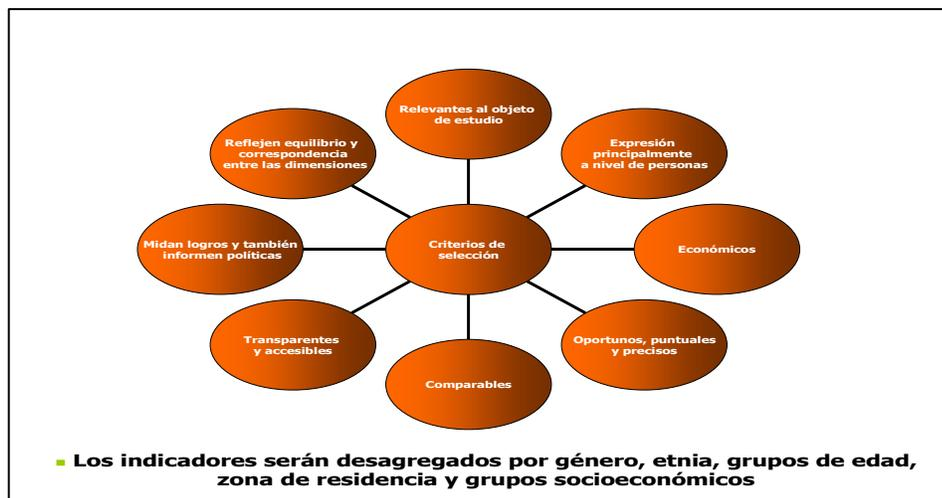 Relevantes al objeto
de estudio
Reflejen equilibrio y
correspondencia
entre las dimensiones
Expresión
principalmente
a nivel de personas
Midan logros y también
informen políticas
Criterios de
selección
Económicos
Transparentes
y accesibles
Oportunos, puntuales
y precisos
Comparables
Los indicadores serán desagregados por género, etnia, grupos de edad,
zona de residencia y grupos socioeconómicos